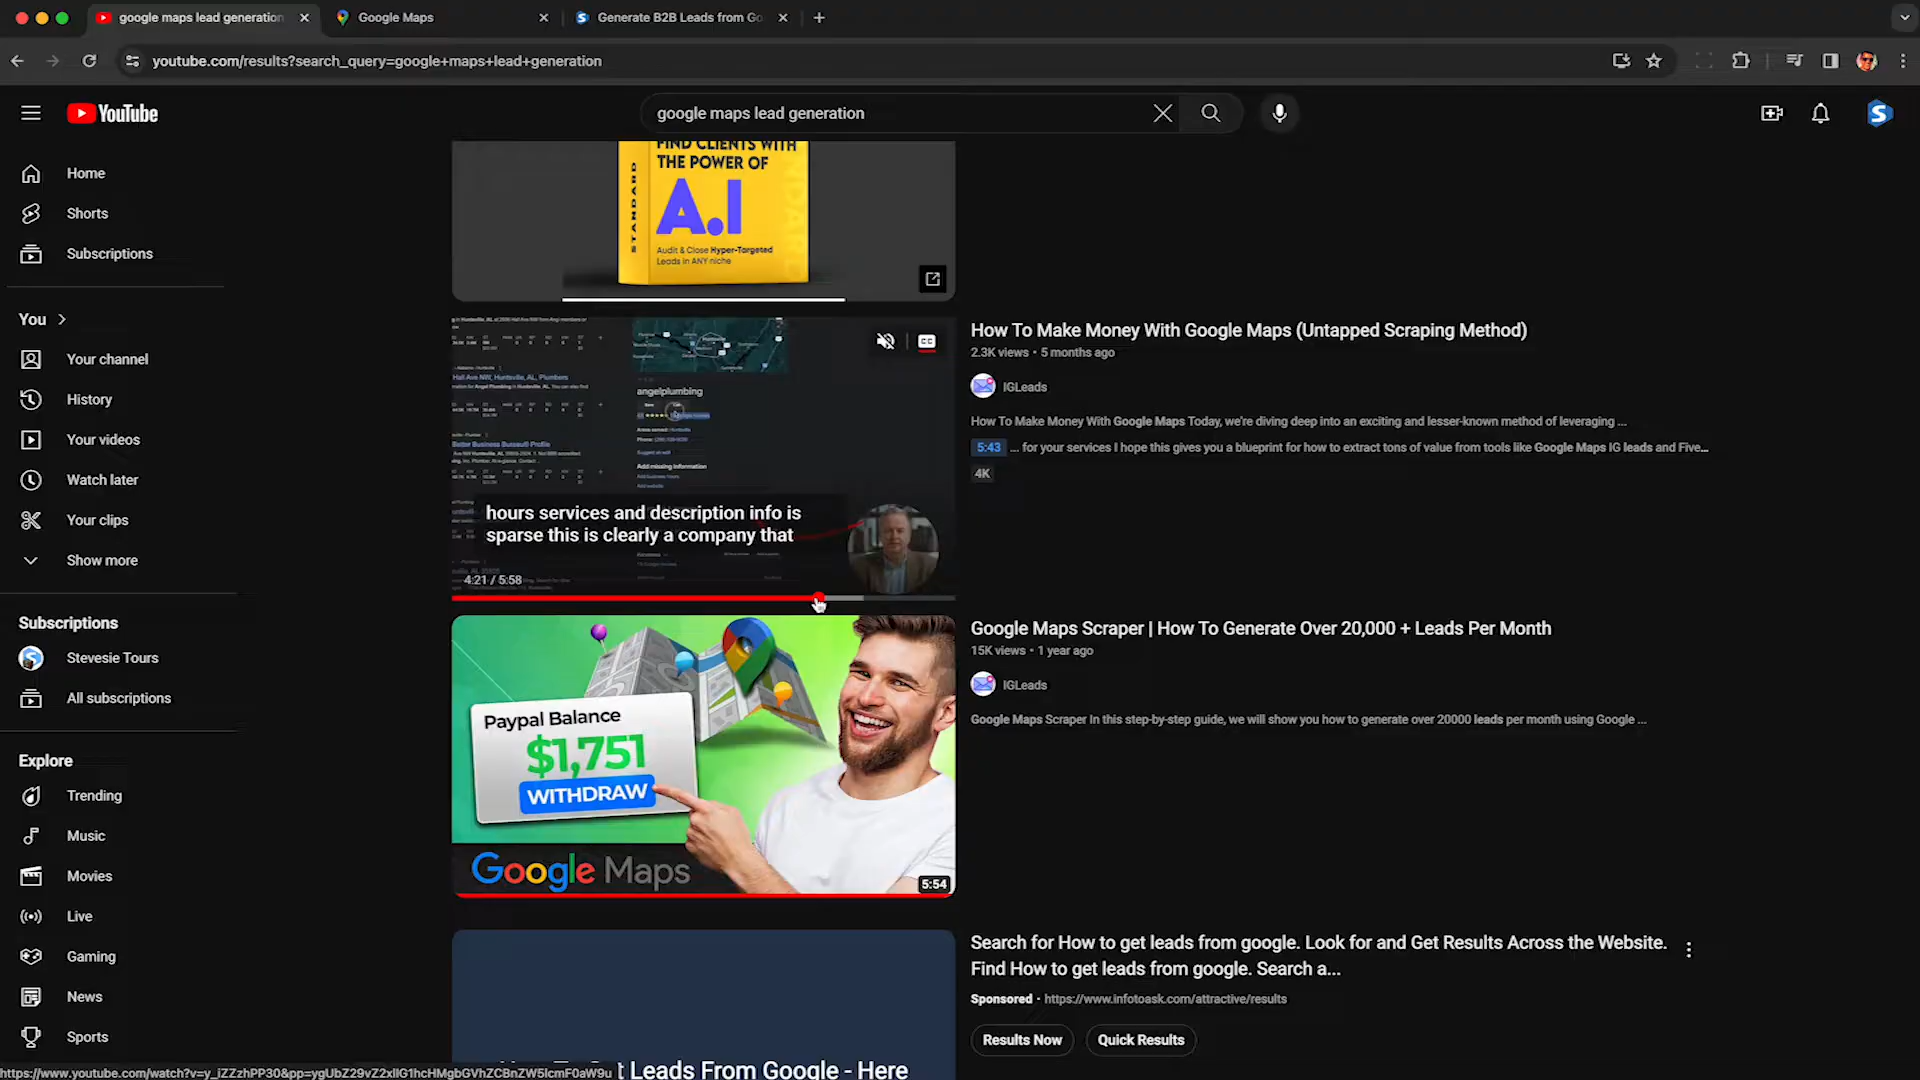 google maps lead generation
Google Maps
Generate B2B Leads from Go
youtube.com/results?search_query=google+maps+lead+generation
YouTube
google maps lead generation
S
Home
Shorts
Subscriptions
You
Your channel
History
Your videos
Watch later
Your clips
Show more
Subscriptions
Stevesie Tours
All subscriptions
Explore
Trending
Music
Movies
Live
Gaming
News
Sports
FIND CLIENTS WITH
THE POWER OF
A.I
STANDARD
Audit & Close Hyper-Targeted
Leads in ANY niche
CC
angelplumbing
Add missing information
hours services and description info is
sparse this is clearly a company that
4:21 / 5:58
How To Make Money With Google Maps (Untapped Scraping Method)
2.3K views • 5 months ago
IGLeads
How To Make Money With Google Maps Today, we're diving deep into an exciting and lesser-known method of leveraging ...
5:43 ... for your services I hope this gives you a blueprint for how to extract tons of value from tools like Google Maps IG leads and Five...
4K
Paypal Balance
$1,751
WITHDRAW
Google Maps
5:54
Google Maps Scraper | How To Generate Over 20,000 + Leads Per Month
15K views • 1 year ago
IGLeads
Google Maps Scraper In this step-by-step guide, we will show you how to generate over 20000 leads per month using Google ...
Search for How to get leads from google. Look for and Get Results Across the Website.
Find How to get leads from google. Search a...
Sponsored • https://www.infotoask.com/attractive/results
Results Now
Quick Results
Leads From Google - Here